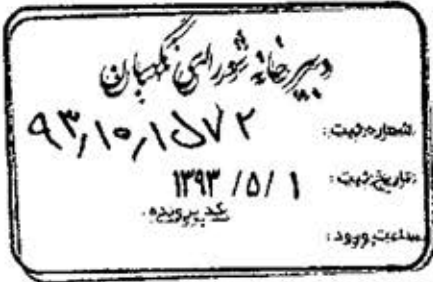 دبیرخانه شورای نگهبان
شماره ثبت: ۹۳/۱۰/۱۵۷۲
تاریخ ثبت: ۱۳۹۳/۵/۱
کد پرونده:
ساعت ورود: